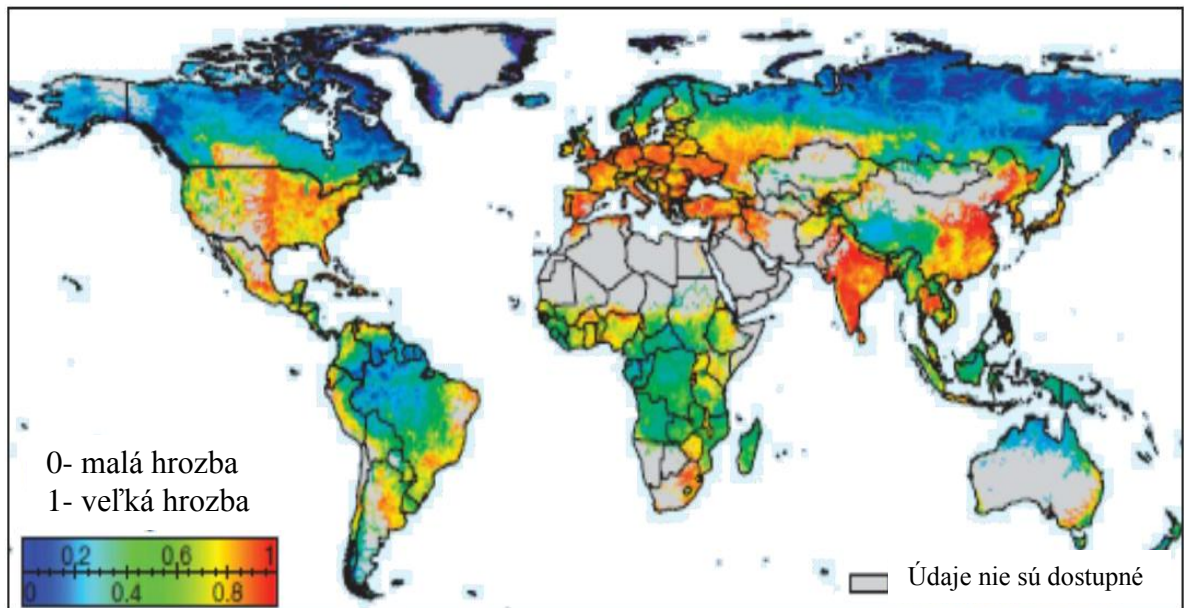 0- malá hrozba
1- veľká hrozba
0,2 0,6 1
0 0,4 0,8
Údaje nie sú dostupné